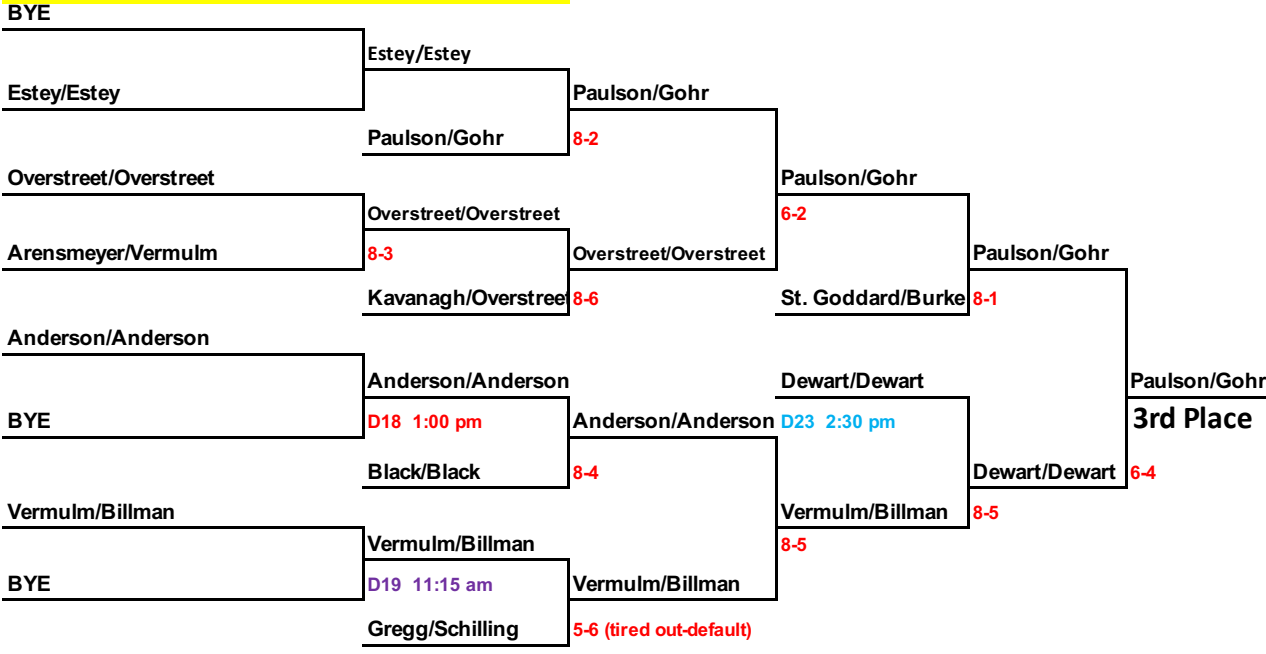 BYE
Estey/Estey
Estey/Estey
Paulson/Gohr
Paulson/Gohr
8-2
Overstreet/Overstreet
Paulson/Gohr
Overstreet/Overstreet
6-2
Arensmeyer/Vermulm
8-3
Overstreet/Overstreet
Paulson/Gohr
Kavanagh/Overstreet
8-6
St. Goddard/Burke
8-1
Anderson/Anderson
Anderson/Anderson
Dewart/Dewart
Paulson/Gohr
BYE
D18 1:00 pm
Anderson/Anderson
D23 2:30 pm
3rd Place
Black/Black
8-4
Dewart/Dewart
6-4
Vermulm/Billman
Vermulm/Billman
8-5
Vermulm/Billman
8-5
BYE
D19 11:15 am
Vermulm/Billman
Gregg/Schilling
5-6 (tired out-default)